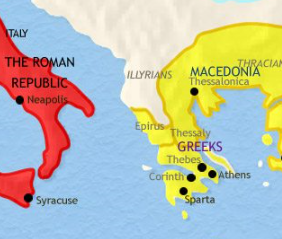 ITALY
THE ROMAN
REPUBLIC
Neapolis
Syracuse
ILLYRIANS
MACEDONIA
THRACIAN
Thessalonica
Epirus
Thessaly
GREEKS
Thebes
Corinth
Athens
Sparta